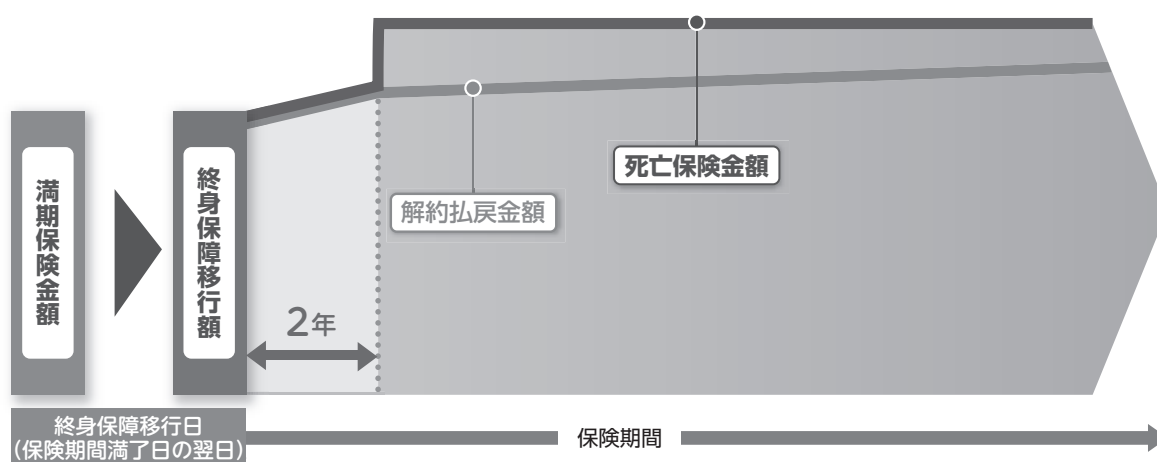 満期保険金額
終身保障移行額
2年
解約払戻金額
死亡保険金額
終身保障移行日
(保険期間満了日の翌日)
保険期間